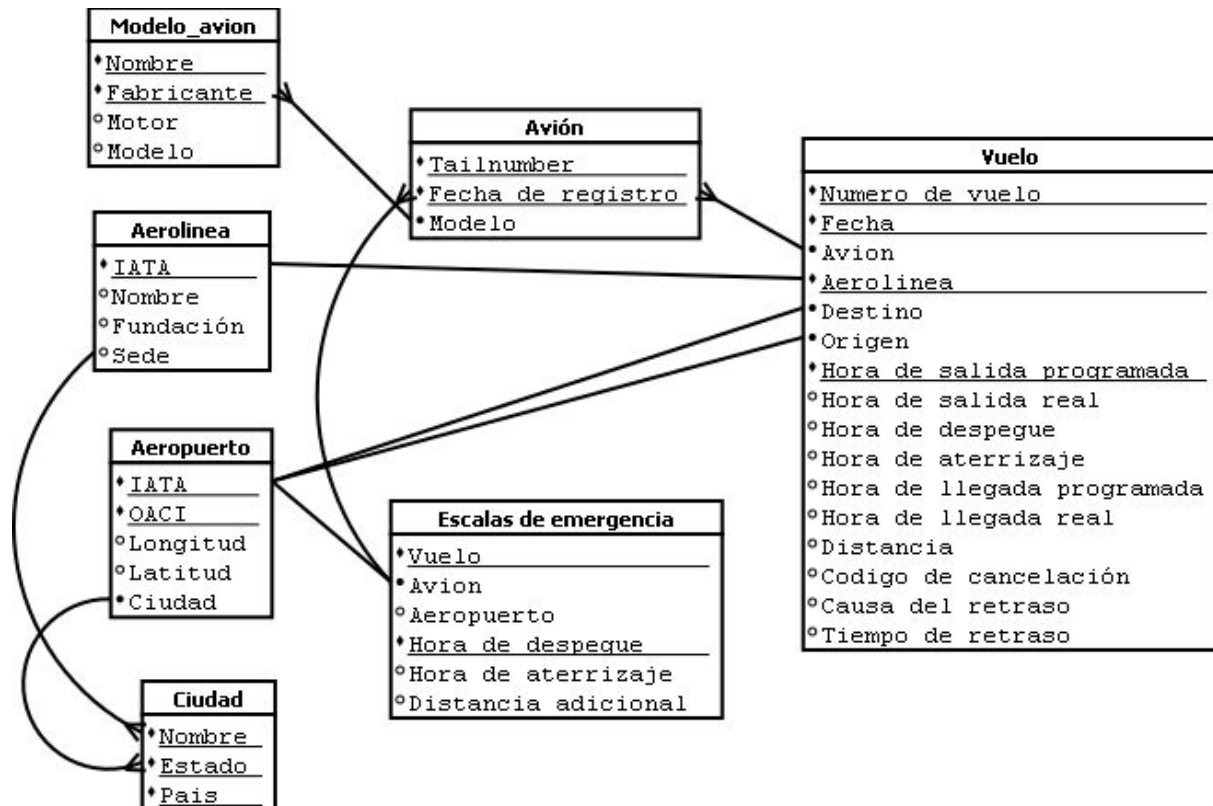 Modelo_avion
Nombre
Fabricante
Motor
Modelo
Avión
Tailnumber
Fecha de registro
Modelo
Vuelo
Numero de vuelo
Fecha
Avion
Aerolinea
Destino
Origen
Hora de salida programada
Hora de salida real
Hora de despegue
Hora de aterrizaje
Hora de llegada programada
Hora de llegada real
Distancia
Codigo de cancelación
Causa del retraso
Tiempo de retraso
Aerolinea
IATA
Nombre
Fundación
Sede
Aeropuerto
IATA
OACI
Longitud
Latitud
Ciudad
Escalas de emergencia
Vuelo
Avion
Aeropuerto
Hora de despegue
Hora de aterrizaje
Distancia adicional
Ciudad
Nombre
Estado
Pais